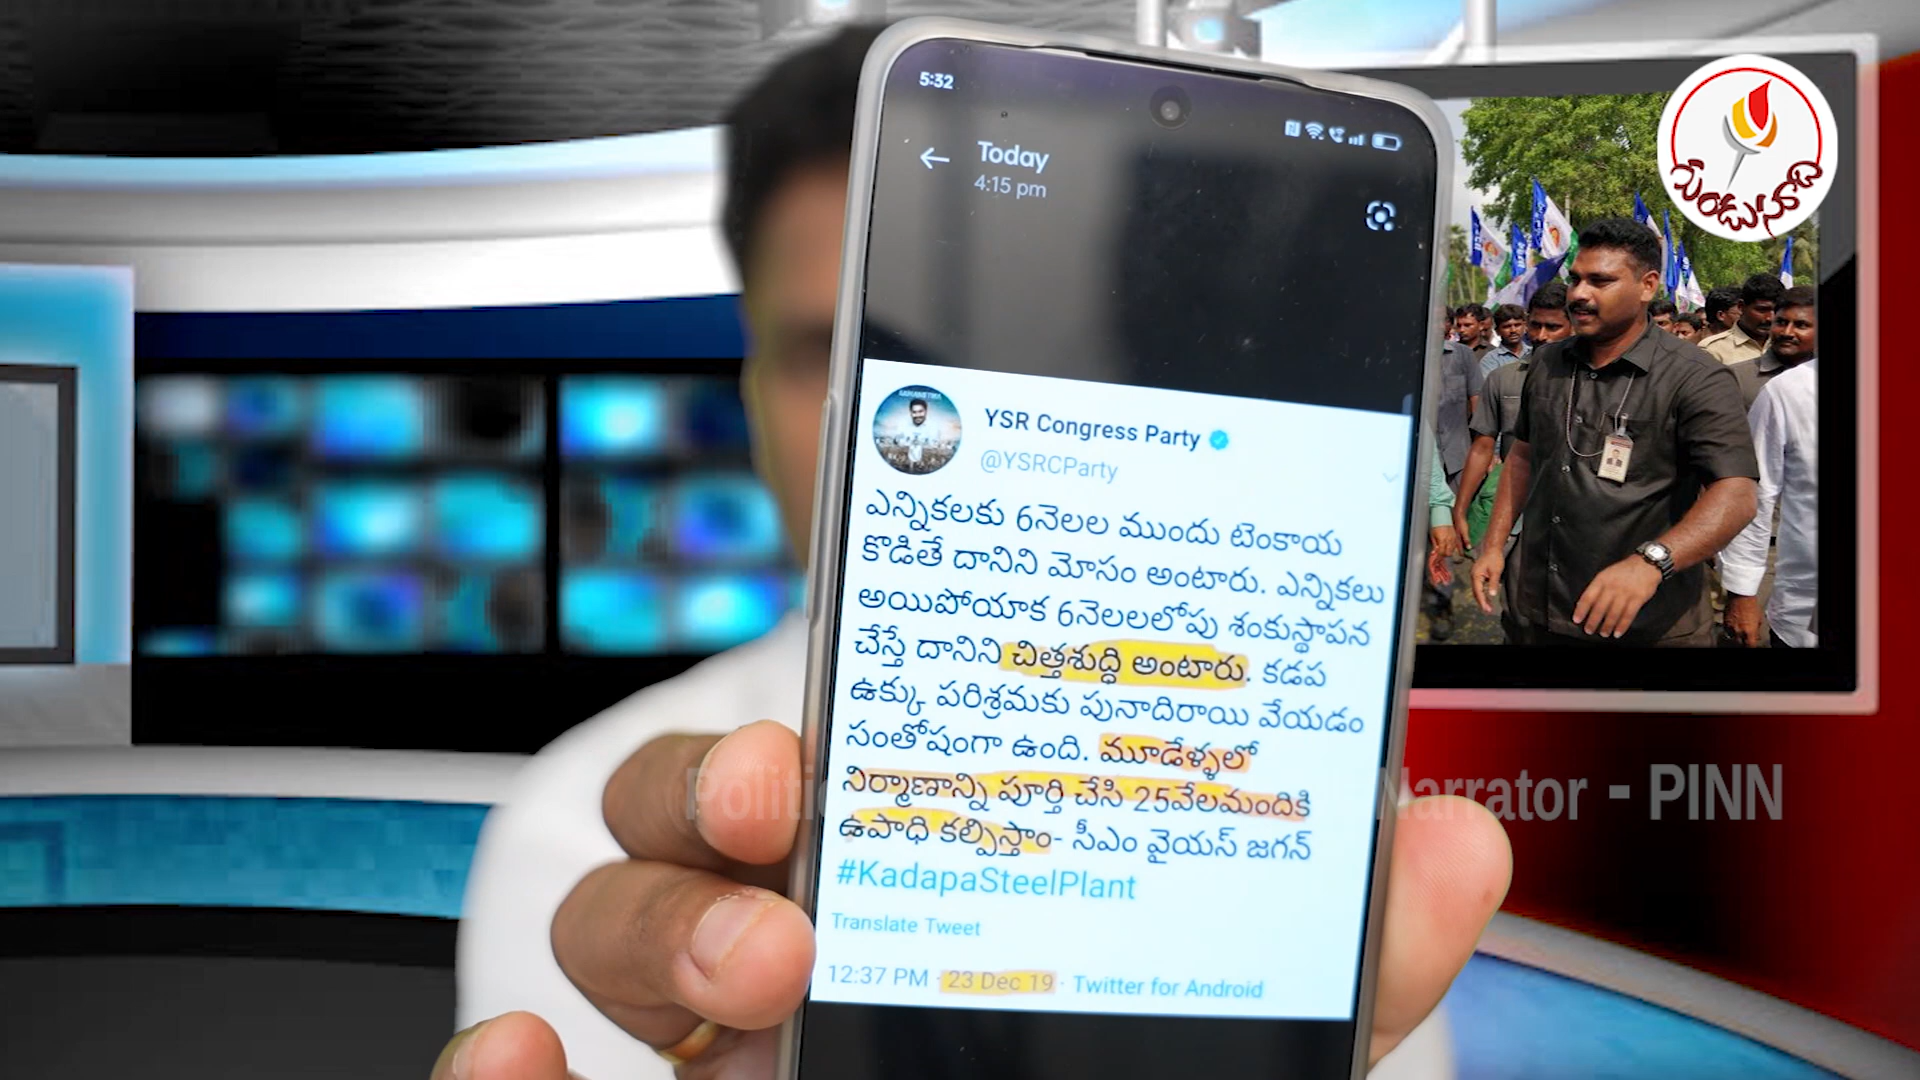 5:32
Today
4:15 pm
YSR Congress Party
@YSRCParty
ఎన్నికలకు 6నెలల ముందు టెంకాయ
కొడితే దానిని మోసం అంటారు. ఎన్నికలు
అయిపోయాక 6నెలలలోపు శంకుస్థాపన
చేస్తే దానిని చిత్తశుద్ధి అంటారు. కడప
ఉక్కు పరిశ్రమకు పునాదిరాయి వేయడం
సంతోషంగా ఉంది. మూడేళ్ళలో
నిర్మాణాన్ని పూర్తి చేసి 25వేలమందికి
ఉపాధి కల్పిస్తాం- సీఎం వైయస్ జగన్
#KadapaSteelPlant
Translate Tweet
12:37 PM · 23 Dec 19 · Twitter for Android
Narrator - PINN
పెండునాడి